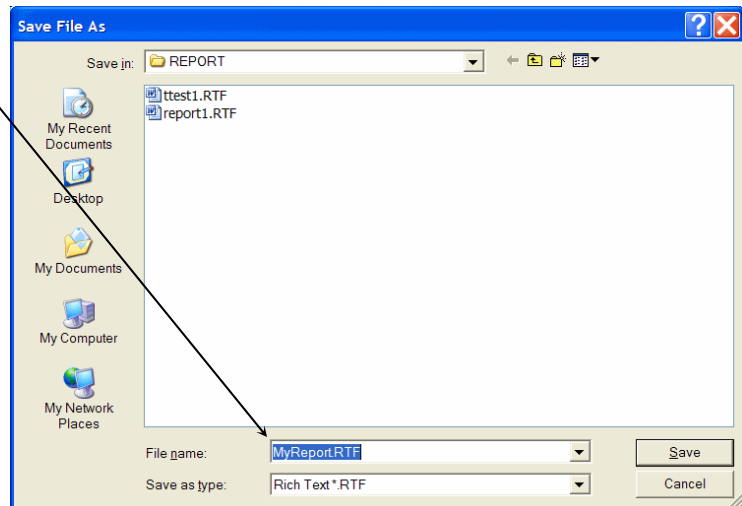 Save File As
Save in: REPORT
ttest1.RTF
report1.RTF
My Recent
Documents
Desktop
My Documents
My Computer
My Network
Places
File name: MyReport.RTF Save
Save as type: Rich Text *.RTF Cancel